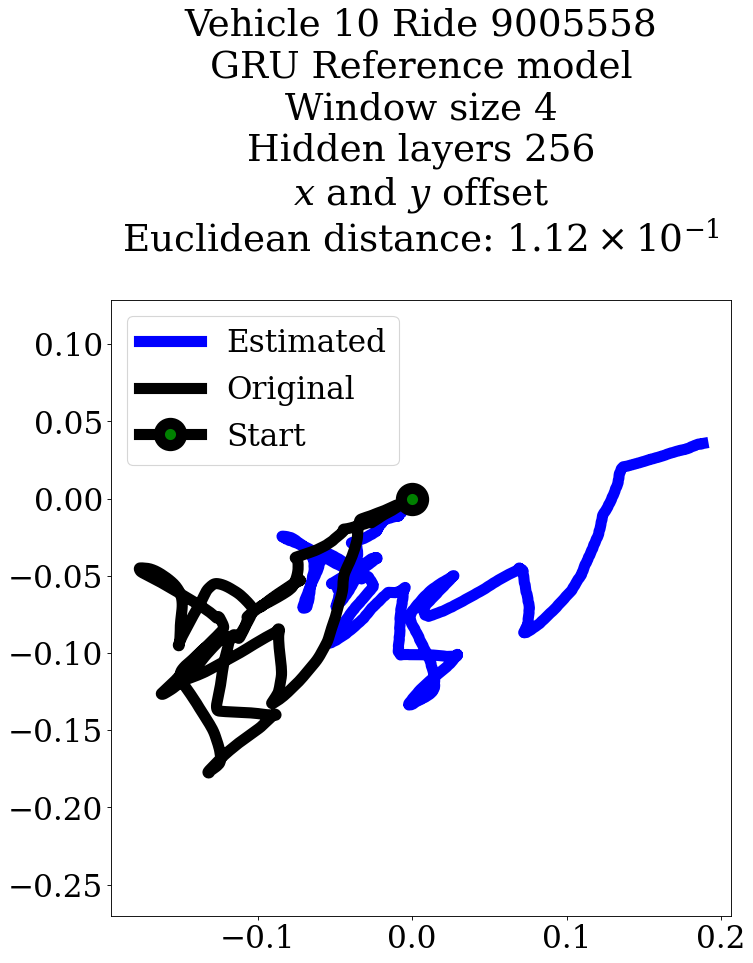 Vehicle 10 Ride 9005558
GRU Reference model
Window size 4
Hidden layers 256
x and y offset
Euclidean distance: 1.12 × 10⁻¹
Estimated
Original
Start
0.10
0.05
0.00
−0.05
−0.10
−0.15
−0.20
−0.25
−0.1 0.0 0.1 0.2